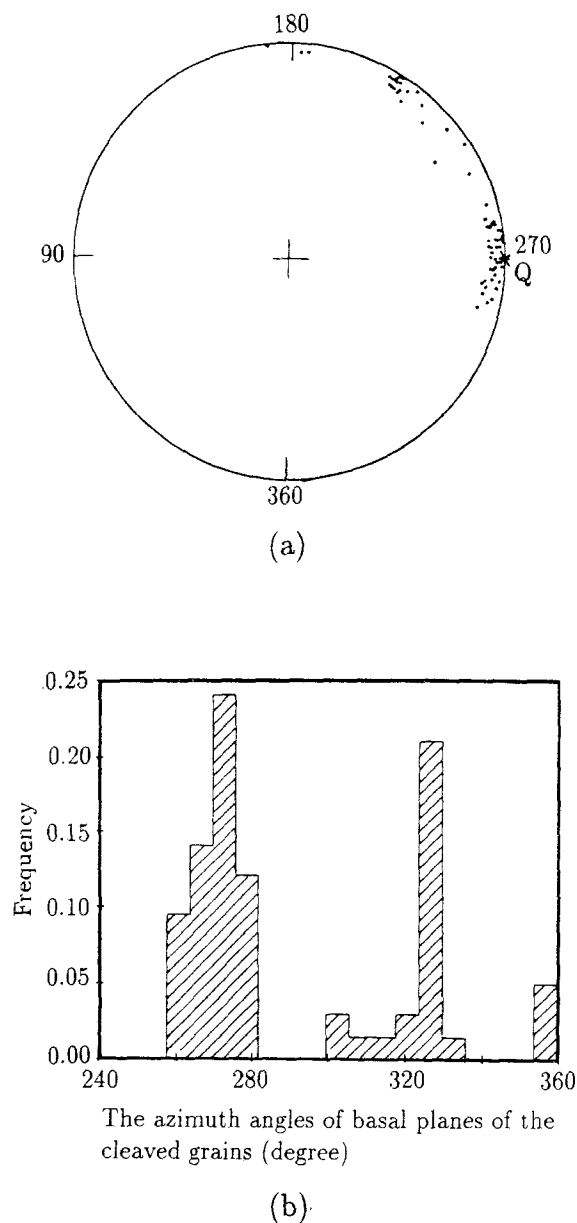 180
90
270
Q
360
(a)
0.25
0.20
0.15
0.10
0.05
0.00
Frequency
240
280
320
360
The azimuth angles of basal planes of the
cleaved grains (degree)
(b)